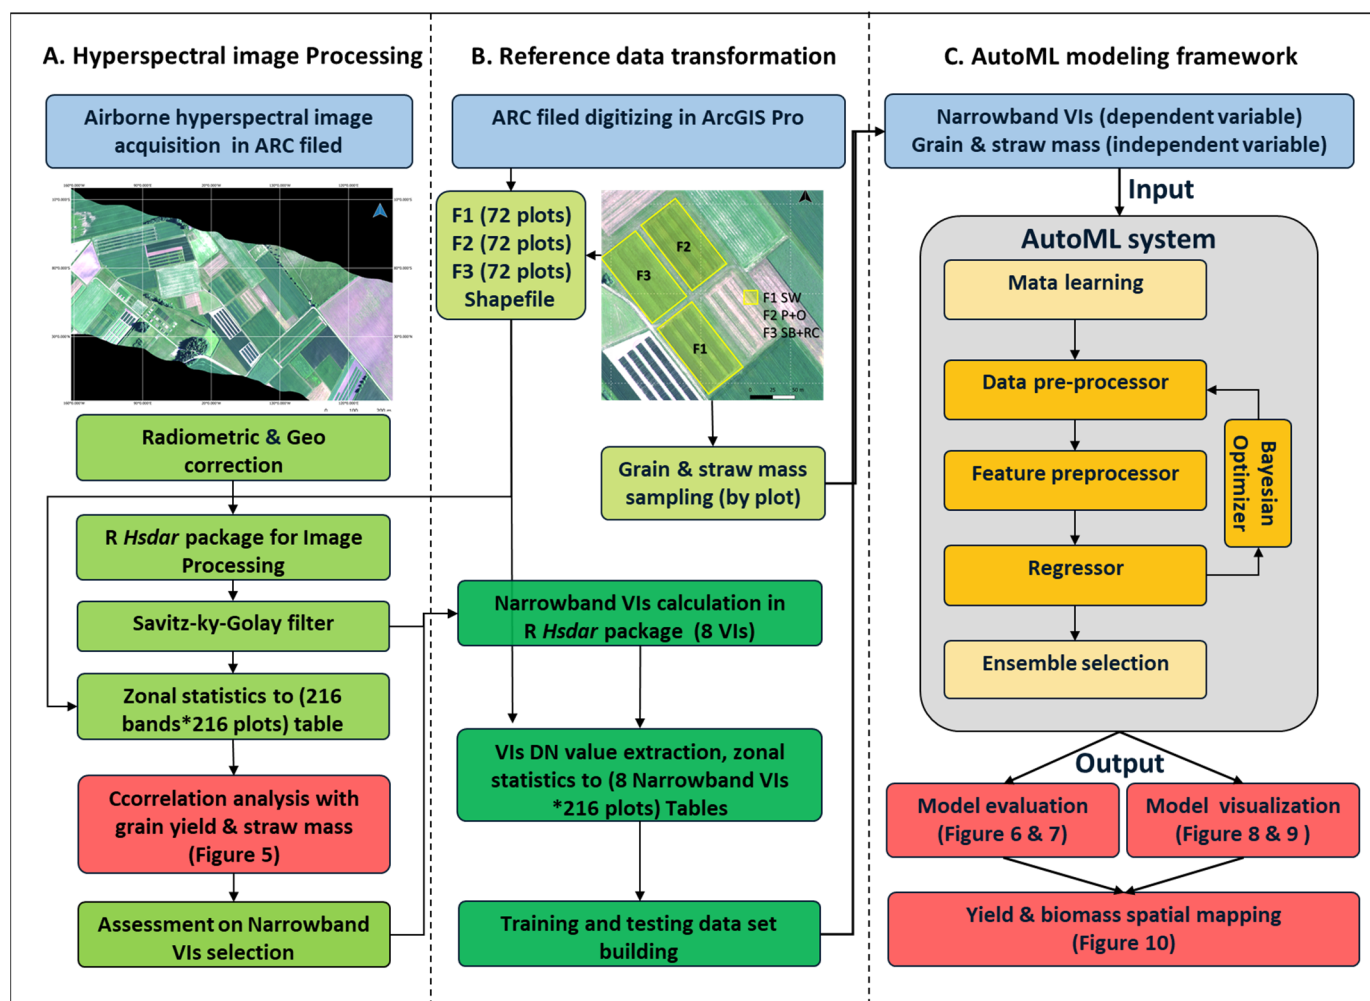 A. Hyperspectral image Processing
Airborne hyperspectral image
acquisition in ARC filed
Radiometric & Geo
correction
R Hsdar package for Image
Processing
Savitz-ky-Golay filter
Zonal statistics to (216
bands*216 plots) table
Ccorrelation analysis with
grain yield & straw mass
(Figure 5)
Assessment on Narrowband
VIs selection
B. Reference data transformation
ARC filed digitizing in ArcGIS Pro
F1 (72 plots)
F2 (72 plots)
F3 (72 plots)
Shapefile
F2
F3
F1
F1 SW
F2 P+O
F3 SB+RC
Grain & straw mass
sampling (by plot)
Narrowband VIs calculation in
R Hsdar package (8 VIs)
VIs DN value extraction, zonal
statistics to (8 Narrowband VIs
*216 plots) Tables
Training and testing data set
building
C. AutoML modeling framework
Narrowband VIs (dependent variable)
Grain & straw mass (independent variable)
Input
AutoML system
Mata learning
Data pre-processor
Feature preprocessor
Regressor
Bayesian
Optimizer
Ensemble selection
Output
Model evaluation
(Figure 6 & 7)
Model visualization
(Figure 8 & 9 )
Yield & biomass spatial mapping
(Figure 10)